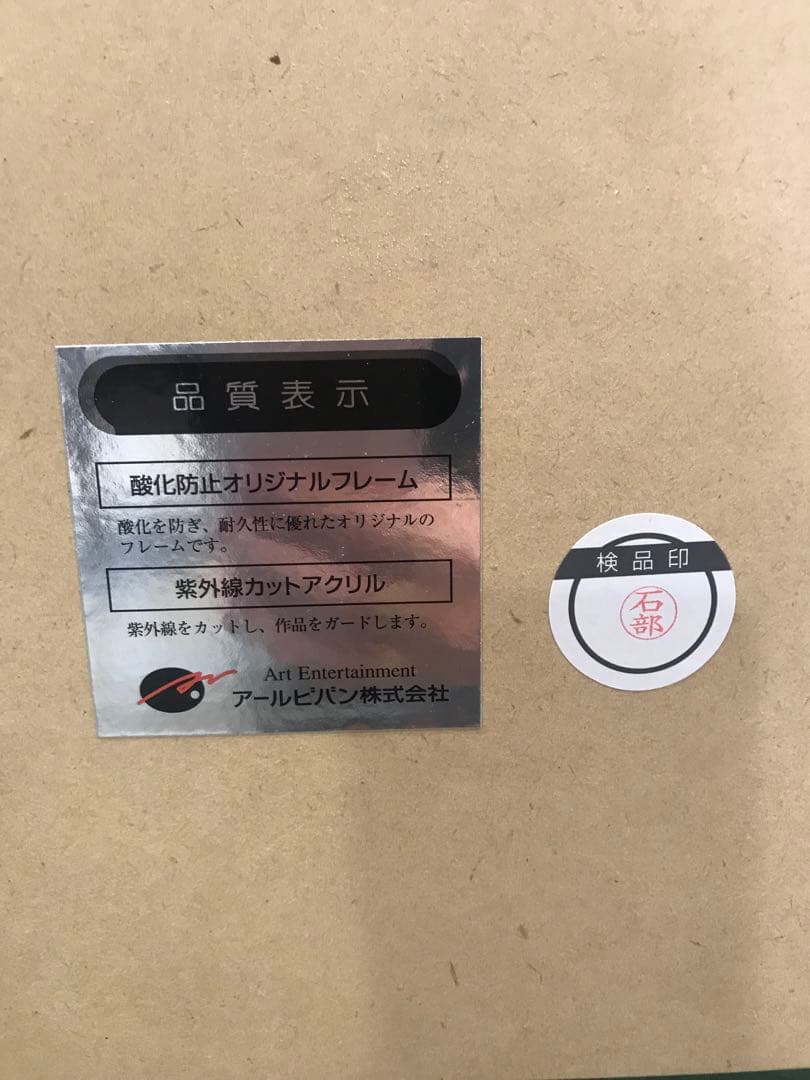 品質表示
酸化防止オリジナルフレーム
酸化を防ぎ、耐久性に優れたオリジナルの
フレームです。
紫外線カットアクリル
紫外線をカットし、作品をガードします。
Art Entertainment
アールビバン株式会社
検品印
石部